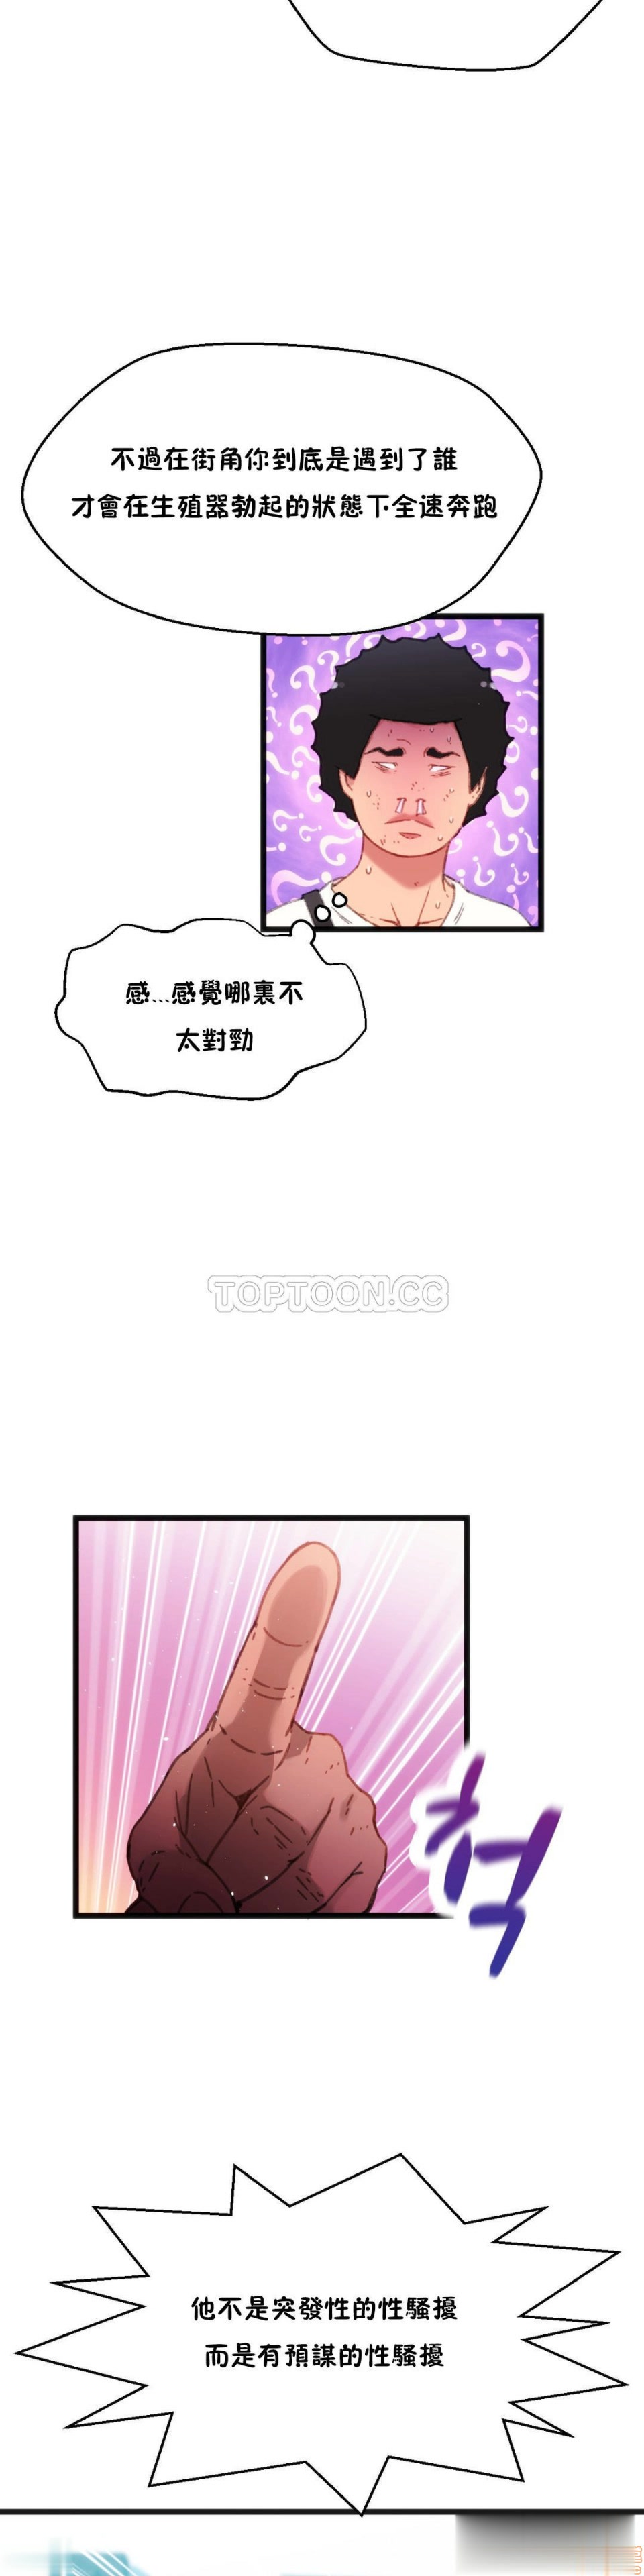 不過在街角你到底是遇到了誰
才會在生殖器勃起的狀態下全速奔跑
感...感覺哪裏不
太對勁
TOPTOON.CC
척
他不是突發性的性騷擾
而是有預謀的性騷擾